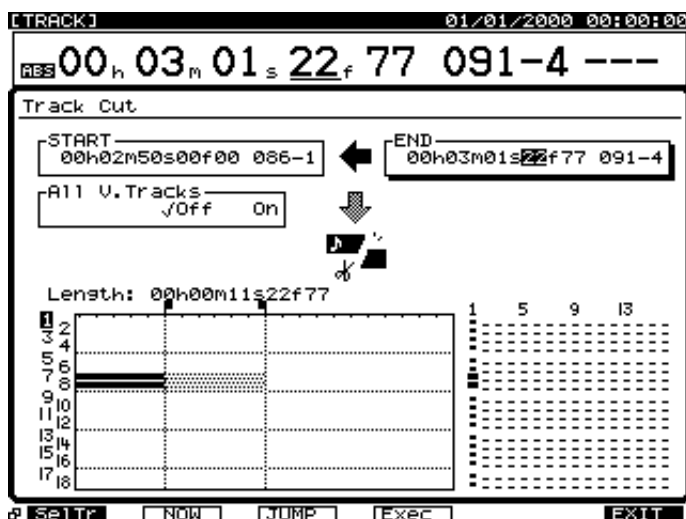 [TRACK] 01/01/2000 00:00:00
ABS 00h 03m 01s 22f 77 091-4 ---
Track Cut
START
00h02m50s00f00 086-1
END
00h03m01s22f77 091-4
All V.Tracks
√Off On
Length: 00h00m11s22f77
1 5 9 13
1
2
3
4
5
6
7
8
9
10
11
12
13
14
15
16
17
18
SelTr NOW JUMP Exec EXIT